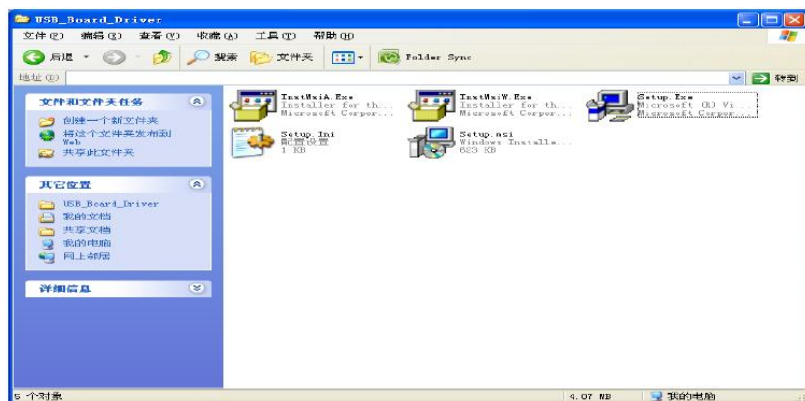 USB_Board_Driver
文件(F) 编辑(E) 查看(V) 收藏(A) 工具(T) 帮助(H)
后退 搜索 文件夹 Folder Sync
地址(D) 转到
文件和文件夹任务
创建一个新文件夹
将这个文件夹发布到
Web
共享此文件夹
其它位置
USB_Board_Driver
我的文档
共享文档
我的电脑
网上邻居
详细信息
InstMsiA.Exe
Installer for th...
Microsoft Corpor...
InstMsiW.Exe
Installer for th...
Microsoft Corpor...
Setup.Exe
Microsoft (R) Vi...
Microsoft Corpor...
Setup.Ini
配置设置
1 KB
Setup.msi
Windows Installe...
623 KB
5 个对象 4.07 MB 我的电脑